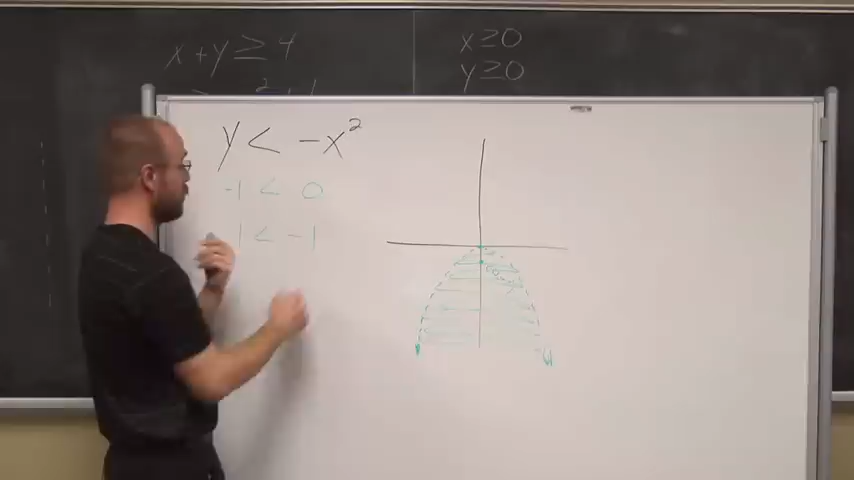 x + y ≥ 4
x ≥ 0
y ≥ 0
y < -x²
-1 < 0
1 < -1